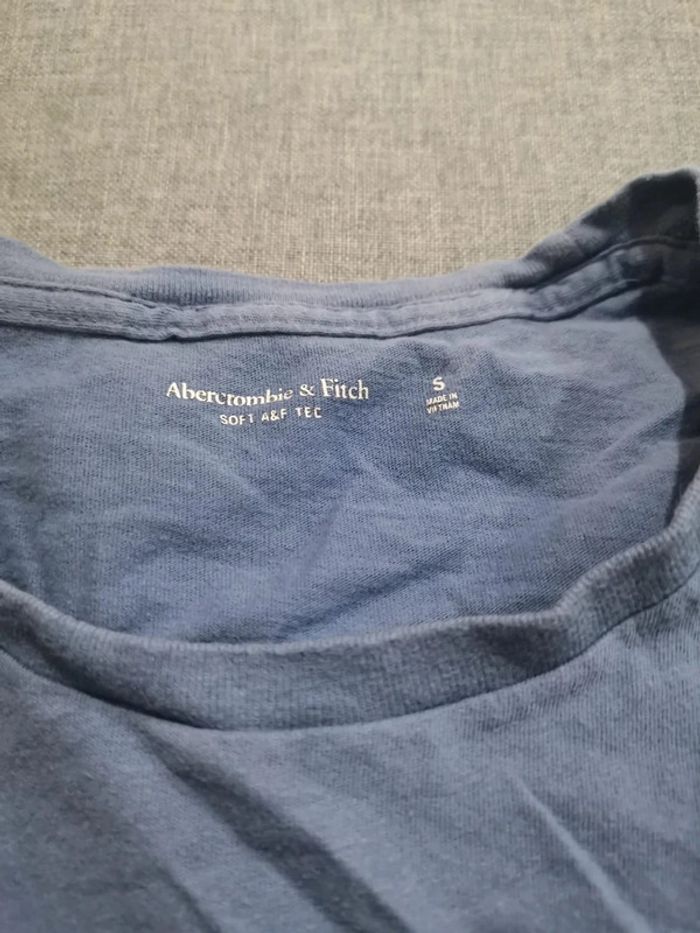 Abercrombie & Fitch
SOFT A&F TEC
S
MADE IN
VIETNAM